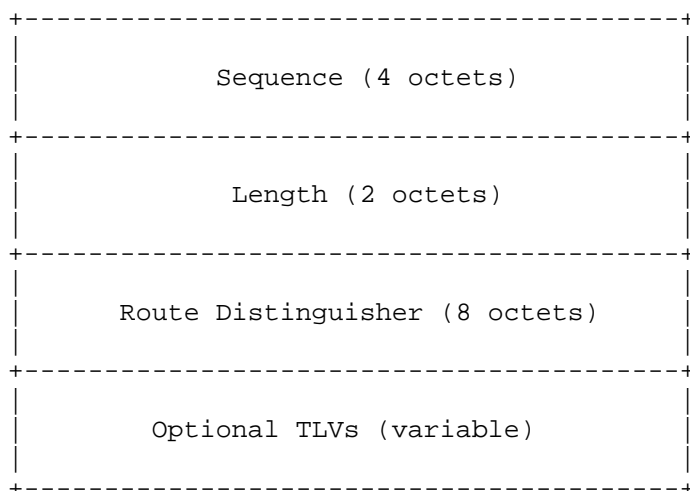 Sequence (4 octets)
Length (2 octets)
Route Distinguisher (8 octets)
Optional TLVs (variable)